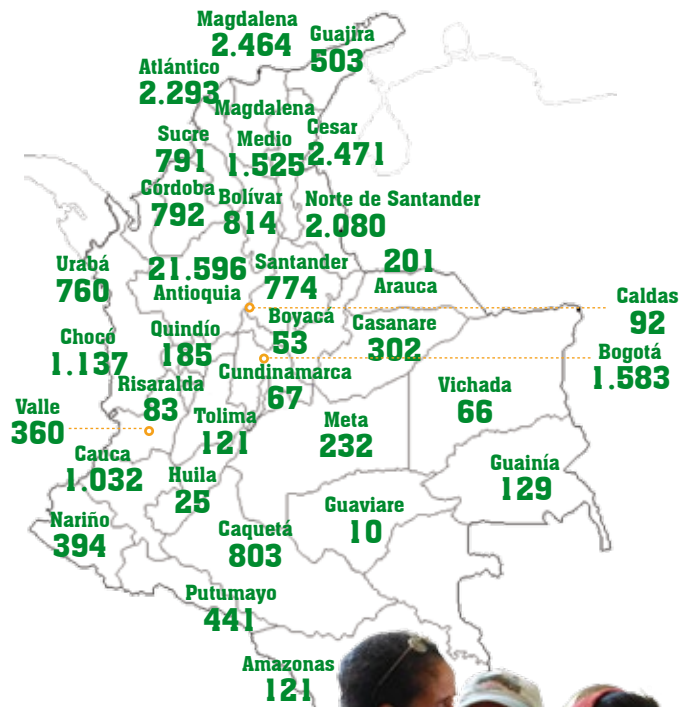 Magdalena
2.464
Guajira
503
Atlántico
2.293
Magdalena
Medio
1.525
Cesar
2.471
Sucre
791
Córdoba
792
Bolívar
814
Norte de Santander
2.080
Urabá
760
21.596
Antioquia
Santander
774
201
Arauca
Caldas
92
Chocó
1.137
Quindío
185
Boyacá
53
Casanare
302
Bogotá
1.583
Risaralda
83
Cundinamarca
67
Vichada
66
Valle
360
Tolima
121
Meta
232
Cauca
1.032
Huila
25
Guainía
129
Nariño
394
Caquetá
803
Guaviare
10
Putumayo
441
Amazonas
121